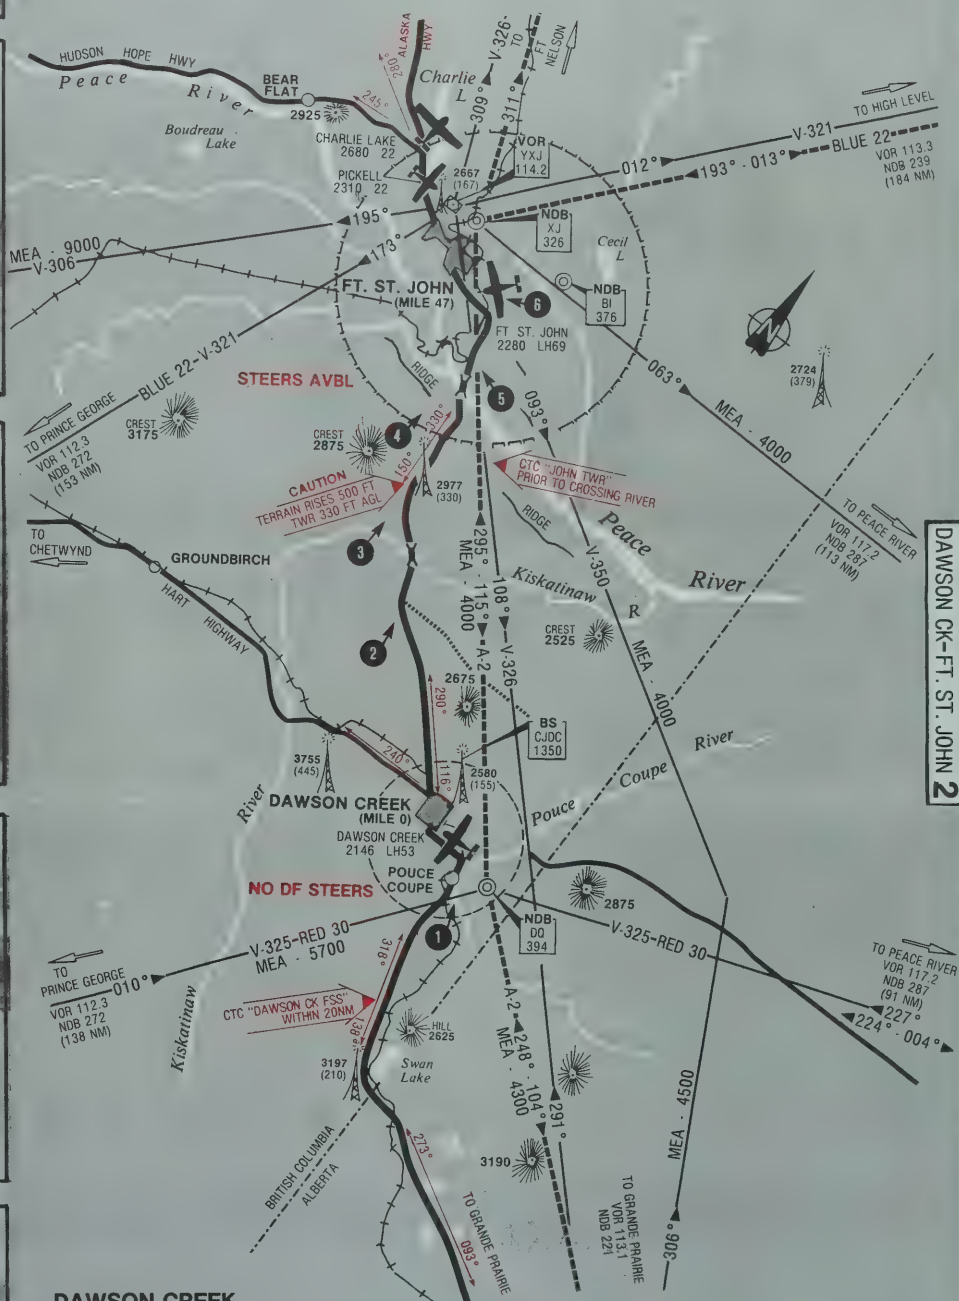 HUDSON HOPE HWY
Peace River
BEAR FLAT
2925
245°
Boudreau Lake
ALASKA HWY
280°
Charlie L
309° V-326-
TO FT NELSON
311°
CHARLIE LAKE
2680 22
PICKELL
2310 22
2667
(167)
VOR
YXJ
114.2
TO HIGH LEVEL
V-321
012°
193° - 013° BLUE 22
VOR 113.3
NDB 239
(184 NM)
195°
173°
MEA - 9000
V-306
NDB
XJ
326
Cecil L
NDB
BI
376
FT. ST. JOHN
(MILE 47)
6
FT ST. JOHN
2280 LH69
N
2724
(379)
BLUE 22-V-321
TO PRINCE GEORGE
VOR 112.3
NDB 272
(153 NM)
STEERS AVBL
RIDGE
5
093°
063°
MEA - 4000
CREST
3175
CREST
2875
4
330°
150°
2977
(330)
CAUTION
TERRAIN RISES 500 FT
TWR 330 FT AGL
CTC "JOHN TWR"
PRIOR TO CROSSING RIVER
TO PEACE RIVER
VOR 117.2
NDB 287
(113 NM)
TO
CHETWYND
GROUNDBIRCH
HART HIGHWAY
3
RIDGE
Peace River
295° - 115° A-2
MEA - 4000
108° V-326
V-350
MEA - 4000
Kiskatinaw R
CREST
2525
DAWSON CK-FT. ST. JOHN 2
2
290°
2675
BS
CJDC
1350
3755
(445)
240°
116°
2580
(155)
Pouce Coupe River
River
DAWSON CREEK
(MILE 0)
DAWSON CREEK
2146 LH53
POUCE
COUPE
NO DF STEERS
2875
1
NDB
DQ
394
V-325-RED 30
V-325-RED 30
MEA - 5700
010°
TO
PRINCE GEORGE
VOR 112.3
NDB 272
(138 NM)
TO PEACE RIVER
VOR 117.2
NDB 287
(91 NM)
227°
224° - 004°
318°
CTC "DAWSON CK FSS"
WITHIN 20NM
138°
Kiskatinaw
HILL
2625
3197
(210)
Swan Lake
A-2 248° - 104°
MEA - 4300
291°
MEA - 4500
306°
3190
BRITISH COLUMBIA
ALBERTA
273°
093°
TO GRANDE PRAIRIE
TO GRANDE PRAIRIE
VOR 113.1
NDB 221
DAWSON CREEK